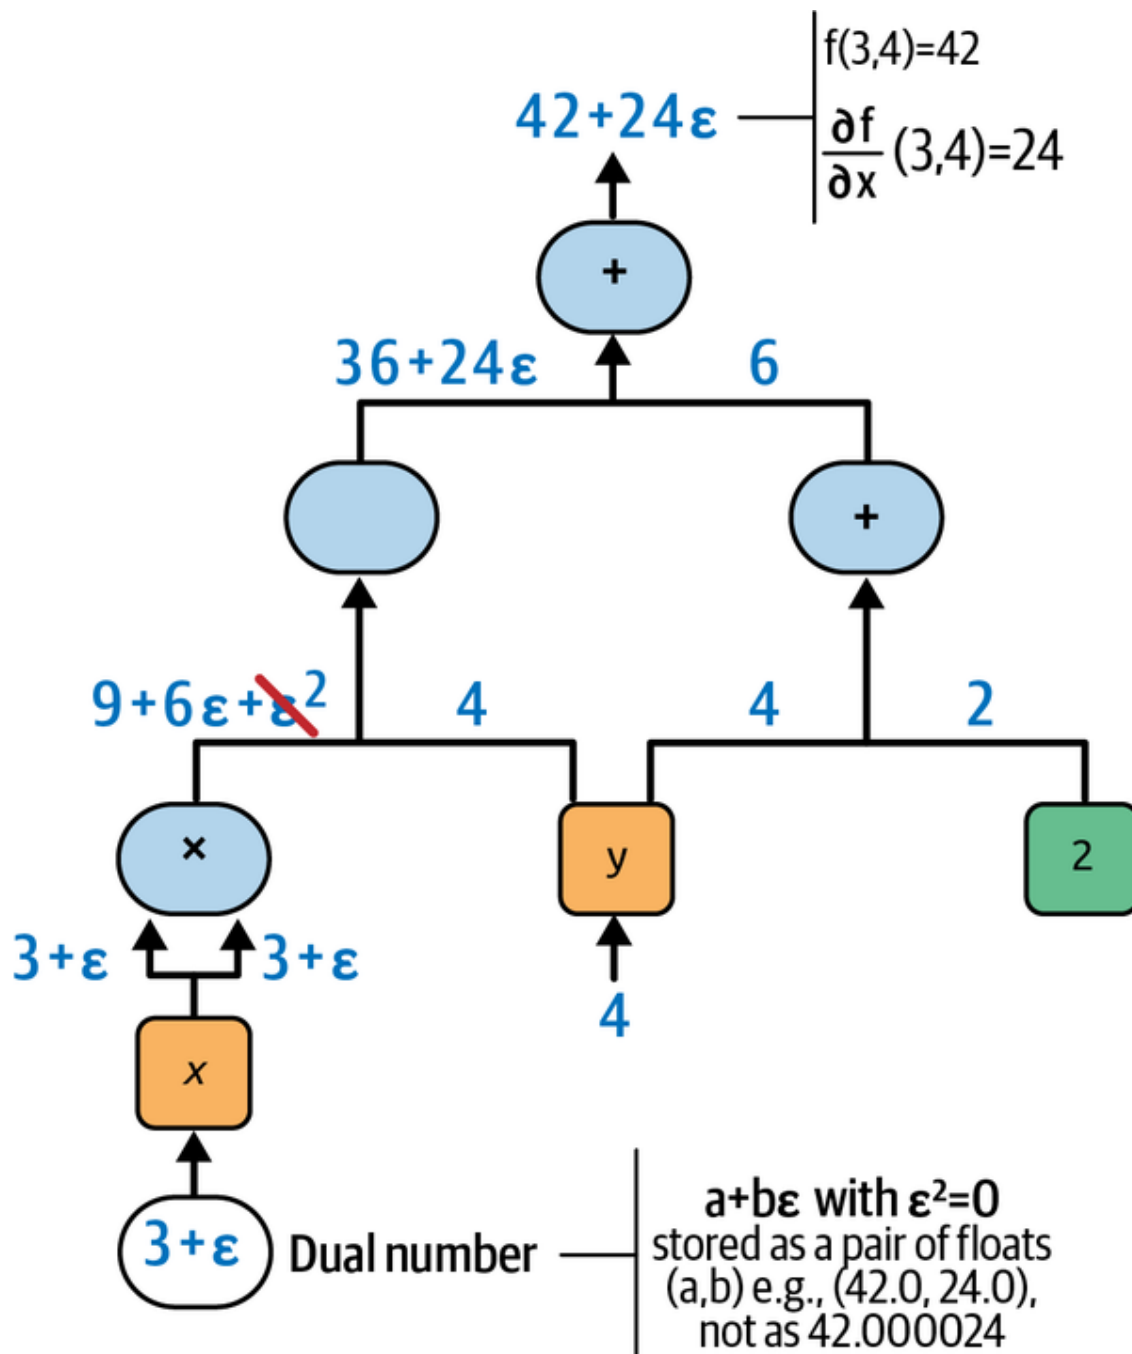 f(3,4)=42
42+24ε
∂f/∂x (3,4)=24
+
36+24ε 6
+
9+6ε+ε² 4 4 2
× y 2
3+ε 3+ε
4
x
3+ε Dual number
a+bε with ε²=0
stored as a pair of floats
(a,b) e.g., (42.0, 24.0),
not as 42.000024